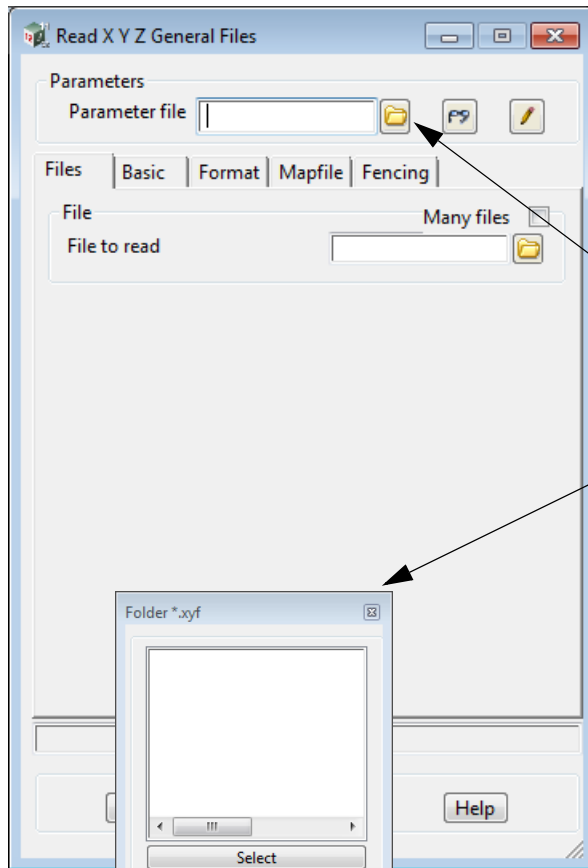 Read X Y Z General Files
Parameters
Parameter file
Files Basic Format Mapfile Fencing
File Many files
File to read
Folder *.xyf
Select
Help